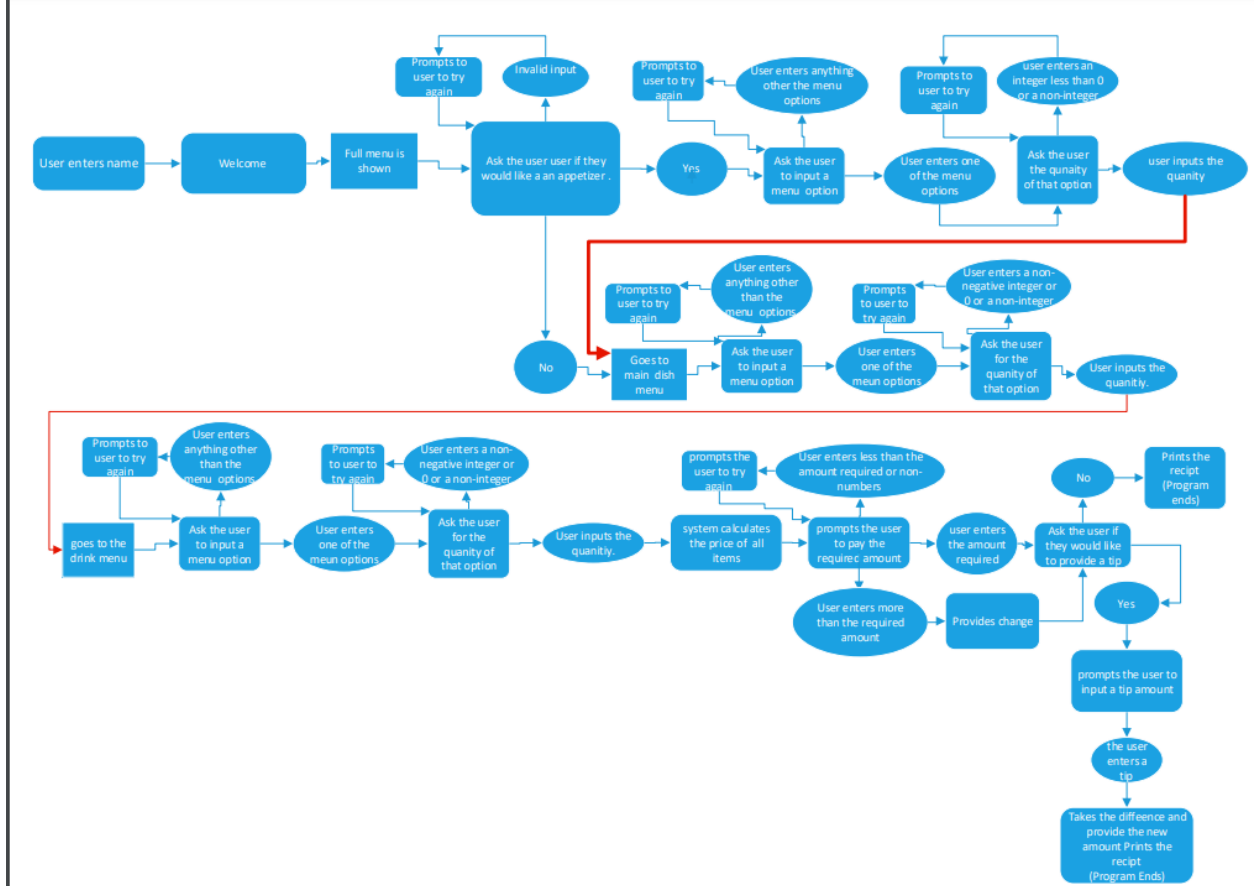 Prompts to
user to try
again
Invalid input
Prompts to
user to try
again
User enters anything
other the menu
options
Prompts to
user to try
again
user enters an
integer less than 0
or a non-integer
User enters name
Welcome
Full menu is
shown
Ask the user user if they
would like a an appetizer .
Yes
Ask the user
to input a
menu option
User enters one
of the menu
options
Ask the user
the qunaity
of that option
user inputs the
quanity
Prompts to
user to try
again
User enters
anything other
than the
menu options
Prompts
to user to
try again
User enters a non-
negative integer or
0 or a non-integer
No
Goes to
main dish
menu
Ask the user
to input a
menu option
User enters
one of the
meun options
Ask the user
for the
quanity of
that option
User inputs the
quanitiy.
Prompts to
user to try
again
User enters
anything other
than the
menu options
Prompts
to user to
try again
User enters a non-
negative integer or
0 or a non-integer
prompts the
user to try
again
User enters less than the
amount required or non-
numbers
No
Prints the
recipt
(Program
ends)
goes to the
drink menu
Ask the user
to input a
menu option
User enters
one of the
meun options
Ask the user
for the
quanity of
that option
User inputs the
quanitiy.
system calculates
the price of all
items
prompts the user
to pay the
required amount
user enters
the amount
required
Ask the user if
they would like
to provide a tip
User enters more
than the required
amount
Provides change
Yes
prompts the user to
input a tip amount
the user
enters a
tip
Takes the diffeence and
provide the new
amount Prints the
recipt
(Program Ends)